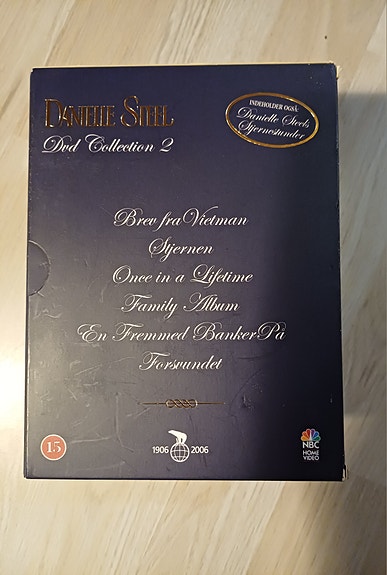 DANIELLE STEEL
Dvd Collection 2
INDEHOLDER OGSÅ:
Danielle Steels
Stjernestunder
Brev fra Vietman
Stjernen
Once in a Lifetime
Family Album
En Fremmed Banker På
Forsvundet
15
1906 2006
NBC
HOME
VIDEO